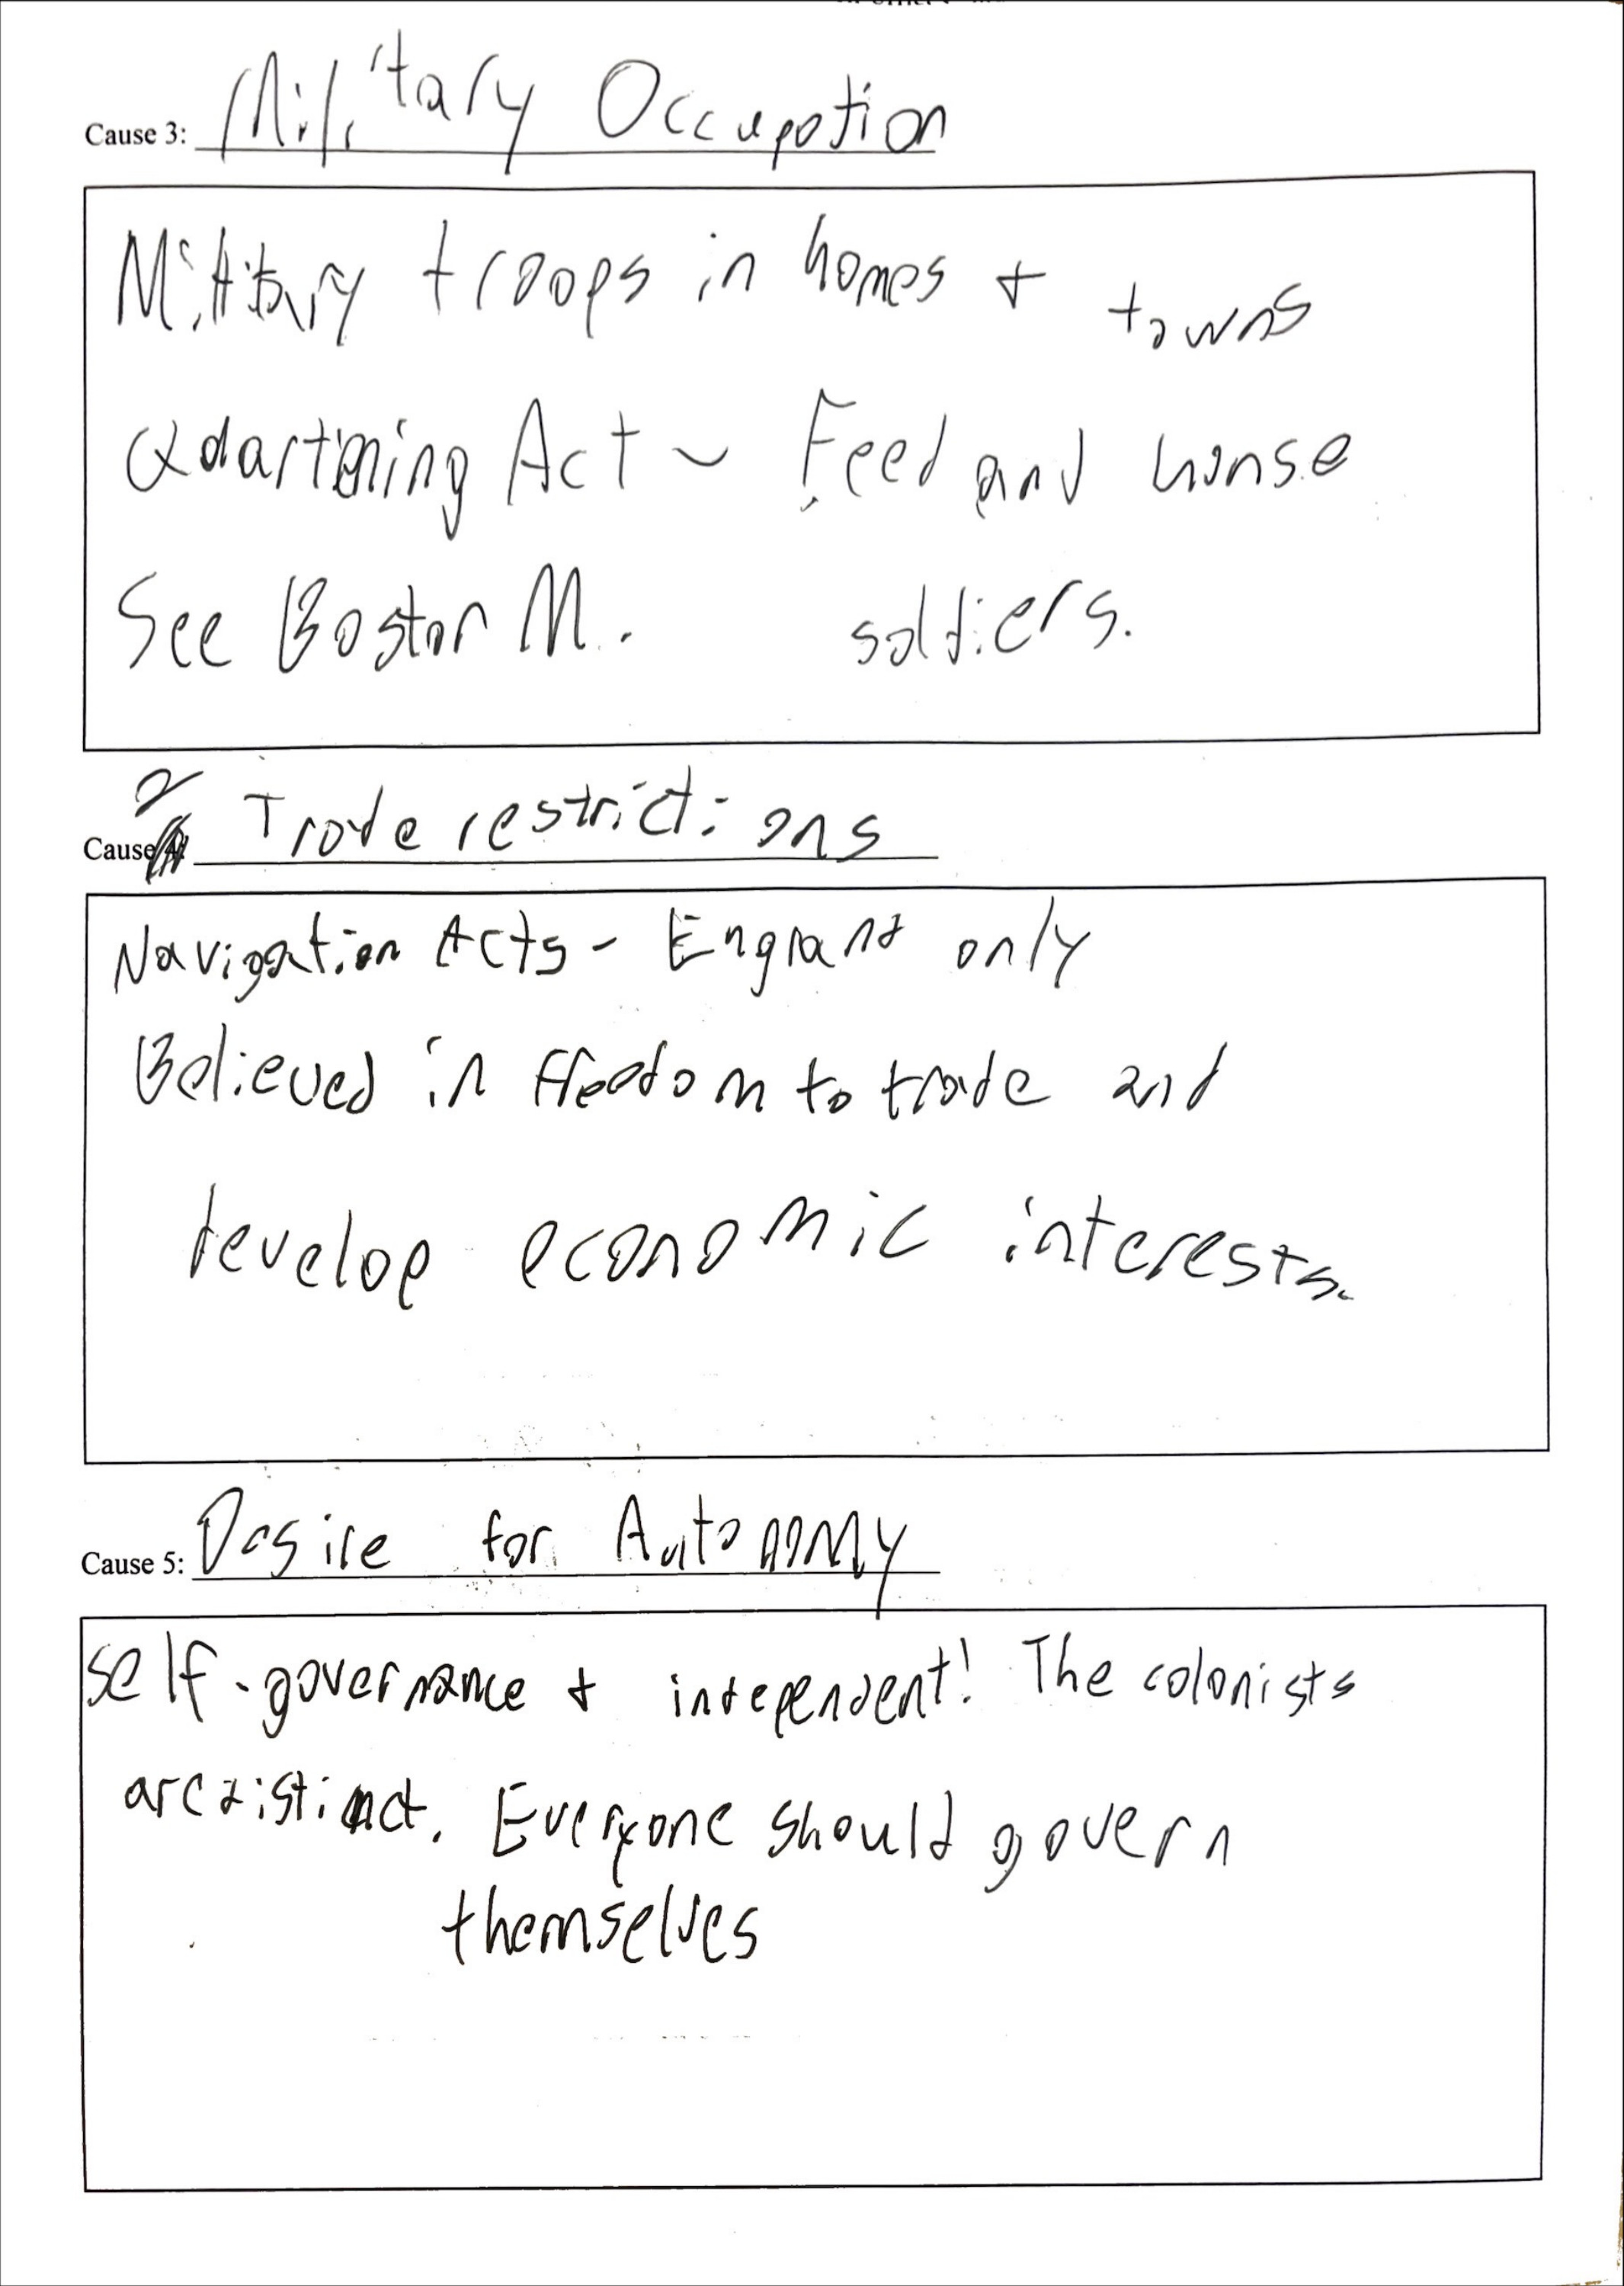 Cause 3: Military Occupation
Military troops in homes + towns
Act ~ Feed and house
See Boston M. soldiers.
2
Cause Trade restrictions
Navigation Acts - England only
Believed in freedom to trade and
develop economic interests.
Cause 5: Desire for Autonomy
self-governance + independent! The colonists
are distinct. Everyone should govern
themselves